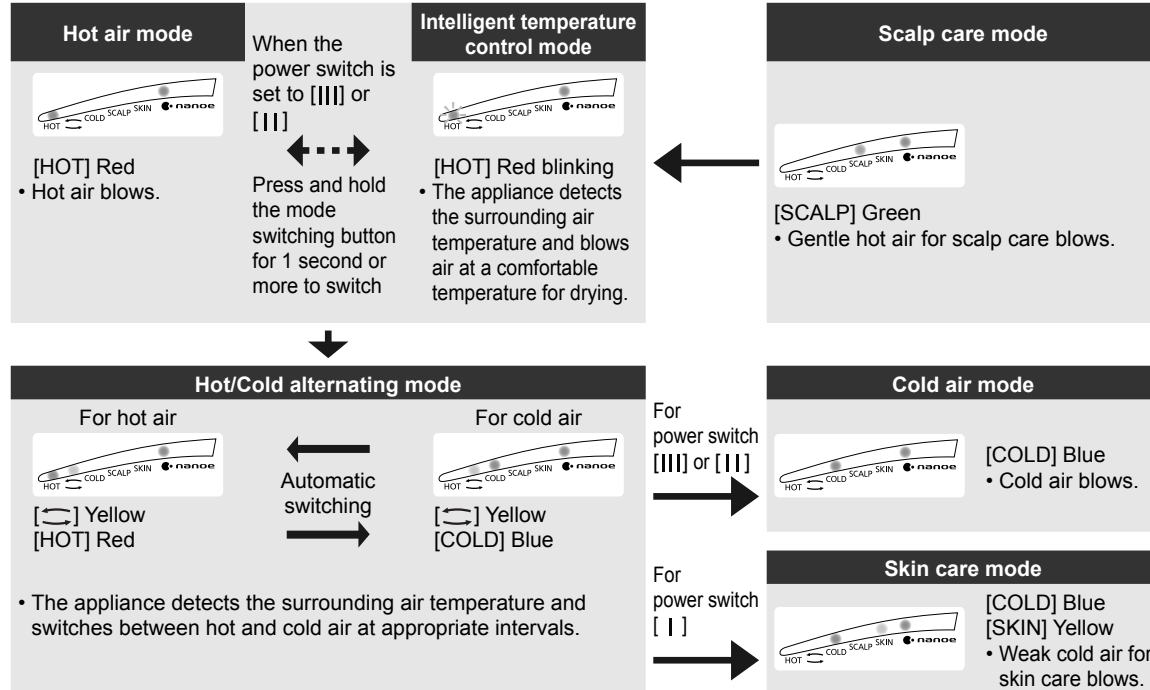 Hot air mode
HOT COLD SCALP SKIN nanoe
[HOT] Red
• Hot air blows.
When the
power switch is
set to [|||] or
[||]
Press and hold
the mode
switching button
for 1 second or
more to switch
Intelligent temperature
control mode
HOT COLD SCALP SKIN nanoe
[HOT] Red blinking
• The appliance detects
the surrounding air
temperature and blows
air at a comfortable
temperature for drying.
Scalp care mode
HOT COLD SCALP SKIN nanoe
[SCALP] Green
• Gentle hot air for scalp care blows.
Hot/Cold alternating mode
For hot air
HOT COLD SCALP SKIN nanoe
[⇆] Yellow
[HOT] Red
Automatic
switching
For cold air
HOT COLD SCALP SKIN nanoe
[⇆] Yellow
[COLD] Blue
• The appliance detects the surrounding air temperature and
switches between hot and cold air at appropriate intervals.
For
power switch
[|||] or [||]
Cold air mode
HOT COLD SCALP SKIN nanoe
[COLD] Blue
• Cold air blows.
For
power switch
[|]
Skin care mode
HOT COLD SCALP SKIN nanoe
[COLD] Blue
[SKIN] Yellow
• Weak cold air for
skin care blows.